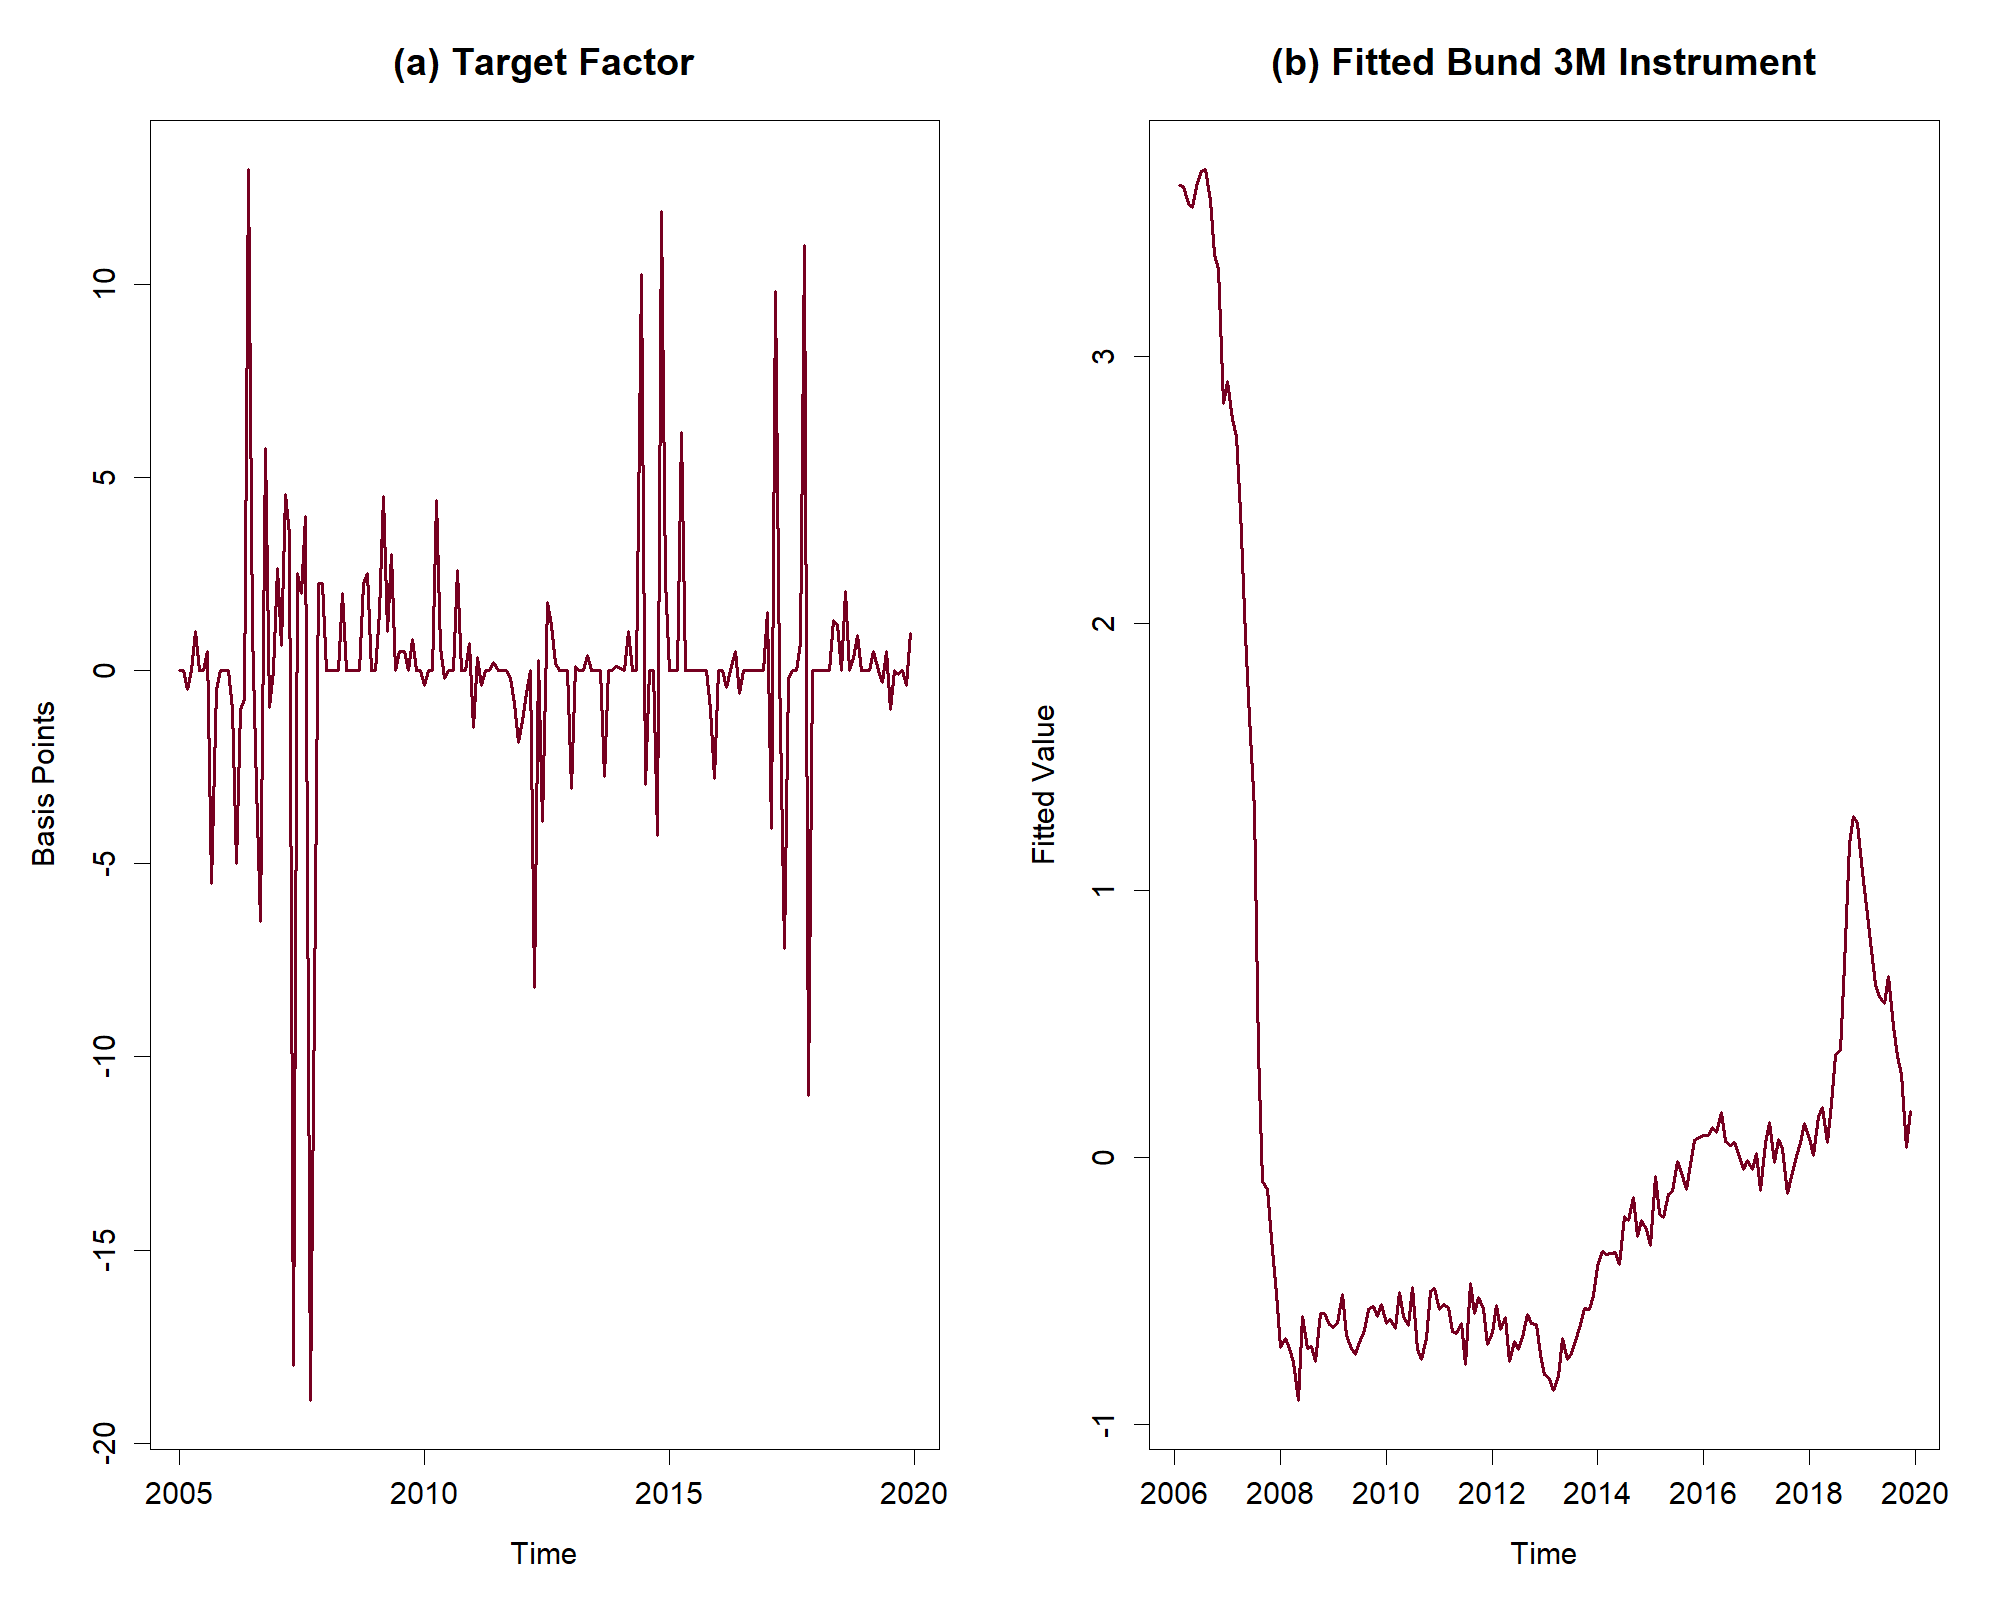 (a) Target Factor
Basis Points
10
5
0
-5
-10
-15
-20
2005 2010 2015 2020
Time
(b) Fitted Bund 3M Instrument
Fitted Value
3
2
1
0
-1
2006 2008 2010 2012 2014 2016 2018 2020
Time